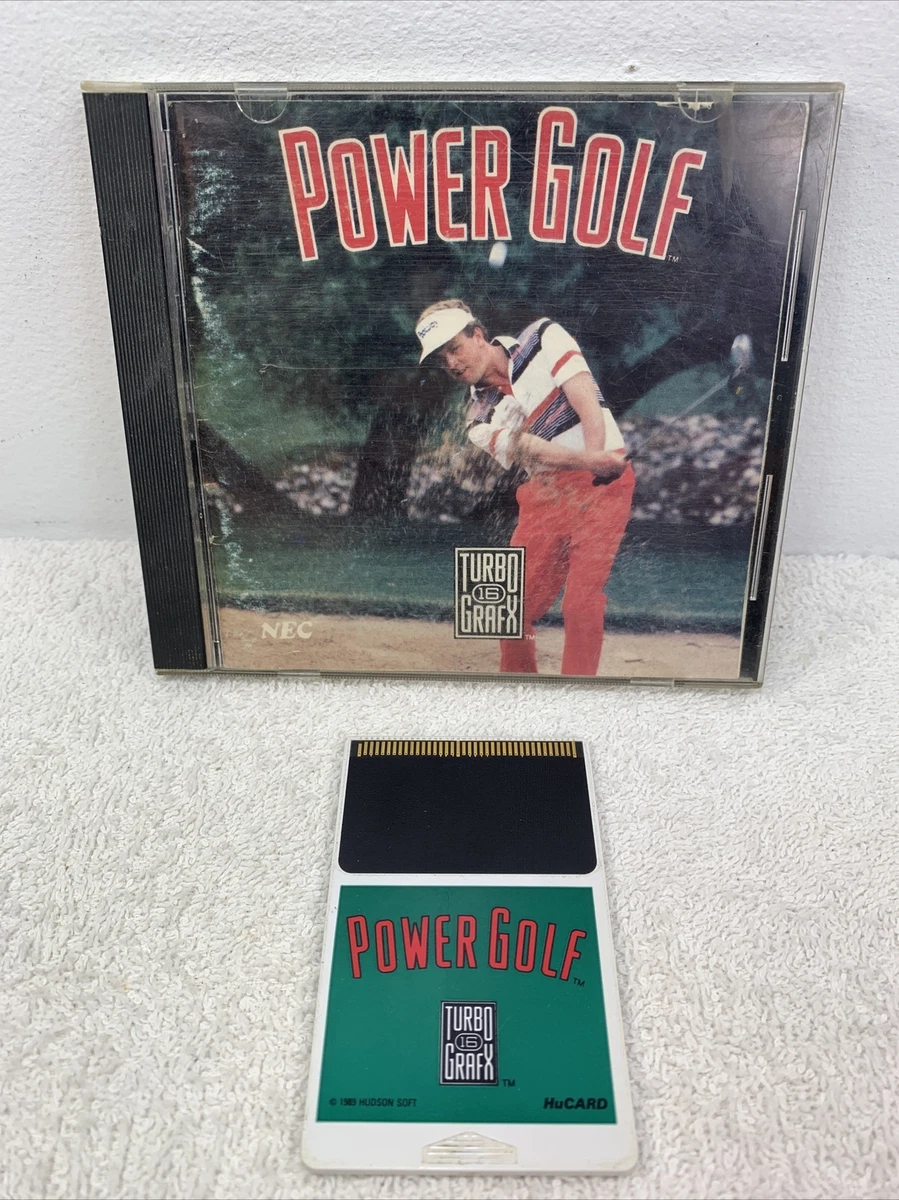 POWER GOLF
TM
TURBO
16
GRAFX
TM
NEC
POWER GOLF
TM
TURBO
16
GRAFX
TM
© 1989 HUDSON SOFT
HuCARD